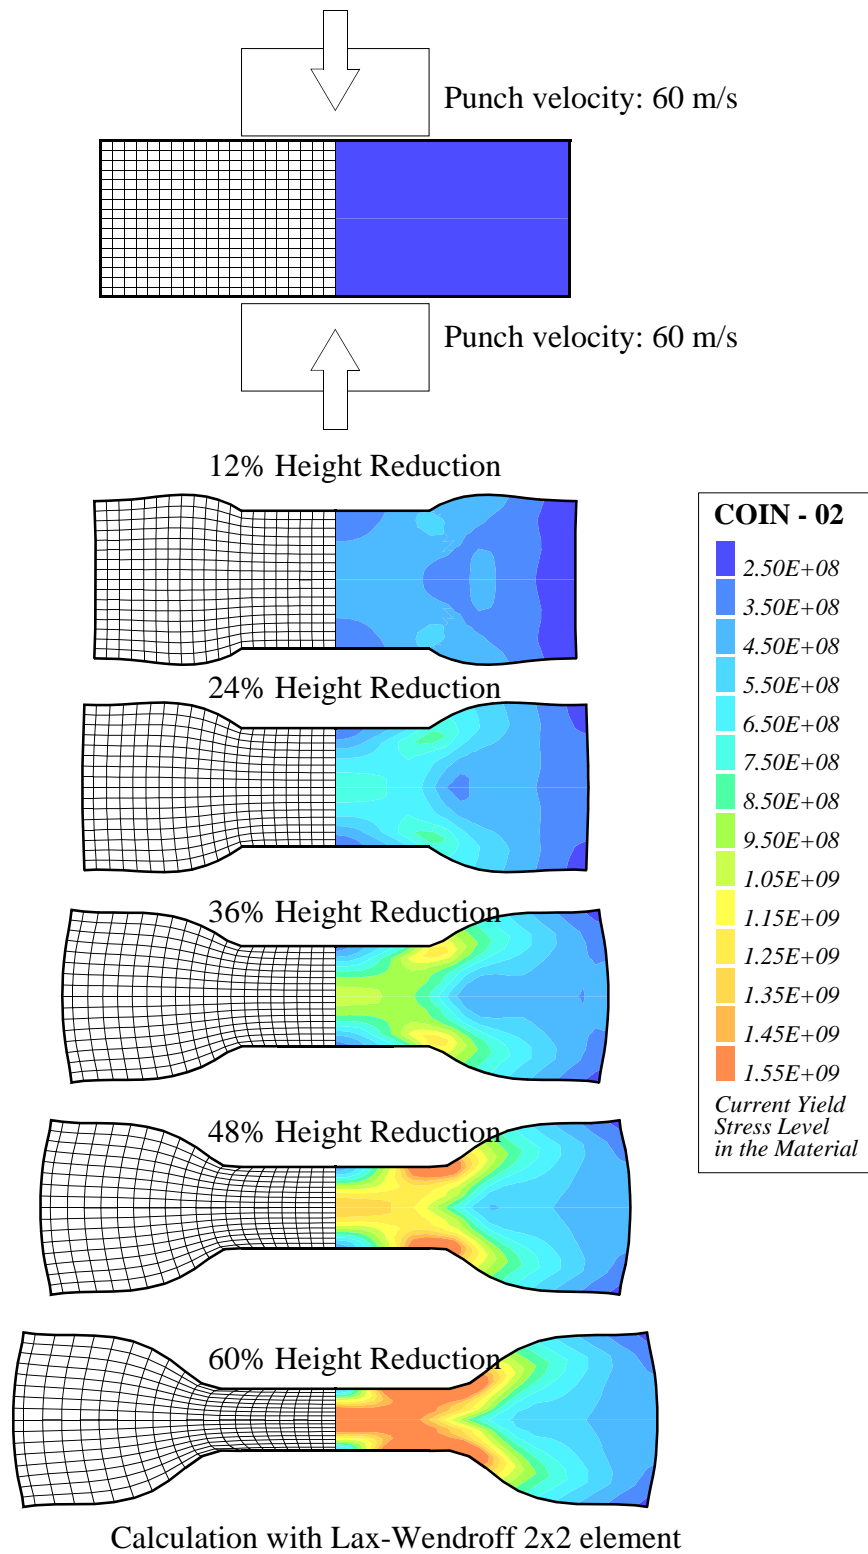 Punch velocity: 60 m/s
Punch velocity: 60 m/s
12% Height Reduction
24% Height Reduction
36% Height Reduction
48% Height Reduction
60% Height Reduction
COIN - 02
2.50E+08
3.50E+08
4.50E+08
5.50E+08
6.50E+08
7.50E+08
8.50E+08
9.50E+08
1.05E+09
1.15E+09
1.25E+09
1.35E+09
1.45E+09
1.55E+09
Current Yield
Stress Level
in the Material
Calculation with Lax-Wendroff 2x2 element